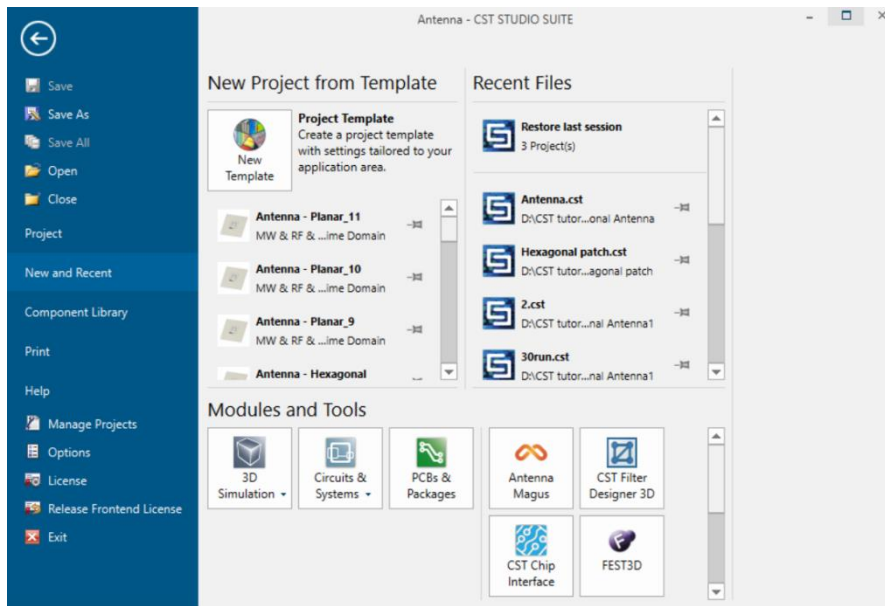 Antenna - CST STUDIO SUITE
Save
Save As
Save All
Open
Close
Project
New and Recent
Component Library
Print
Help
Manage Projects
Options
License
Release Frontend License
Exit
New Project from Template
New
Template
Project Template
Create a project template
with settings tailored to your
application area.
Antenna - Planar_11
MW & RF & ...ime Domain
Antenna - Planar_10
MW & RF & ...ime Domain
Antenna - Planar_9
MW & RF & ...ime Domain
Antenna - Hexagonal
Recent Files
Restore last session
3 Project(s)
Antenna.cst
D:\CST tutor...onal Antenna
Hexagonal patch.cst
D:\CST tutor...agonal patch
2.cst
D:\CST tutor...nal Antenna1
30run.cst
D:\CST tutor...nal Antenna1
Modules and Tools
3D
Simulation
Circuits &
Systems
PCBs &
Packages
Antenna
Magus
CST Filter
Designer 3D
CST Chip
Interface
FEST3D